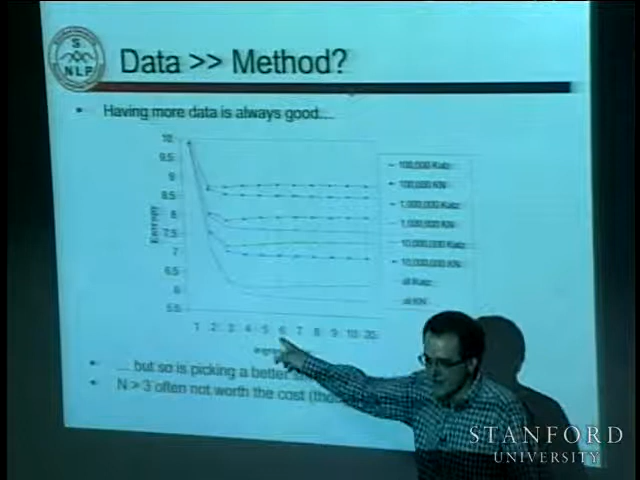 S
NLP
Data >> Method?
Having more data is always good...
10
9.5
9
8.5
8
7.5
7
6.5
6
5.5
Entropy
1 2 3 4 5 6 7 8 9 10 20
100,000 Katz
100,000 KN
1,000,000 Katz
1,000,000 KN
10,000,000 Katz
10,000,000 KN
all Katz
all KN
... but so is picking a better
N > 3 often not worth the cost
STANFORD
UNIVERSITY